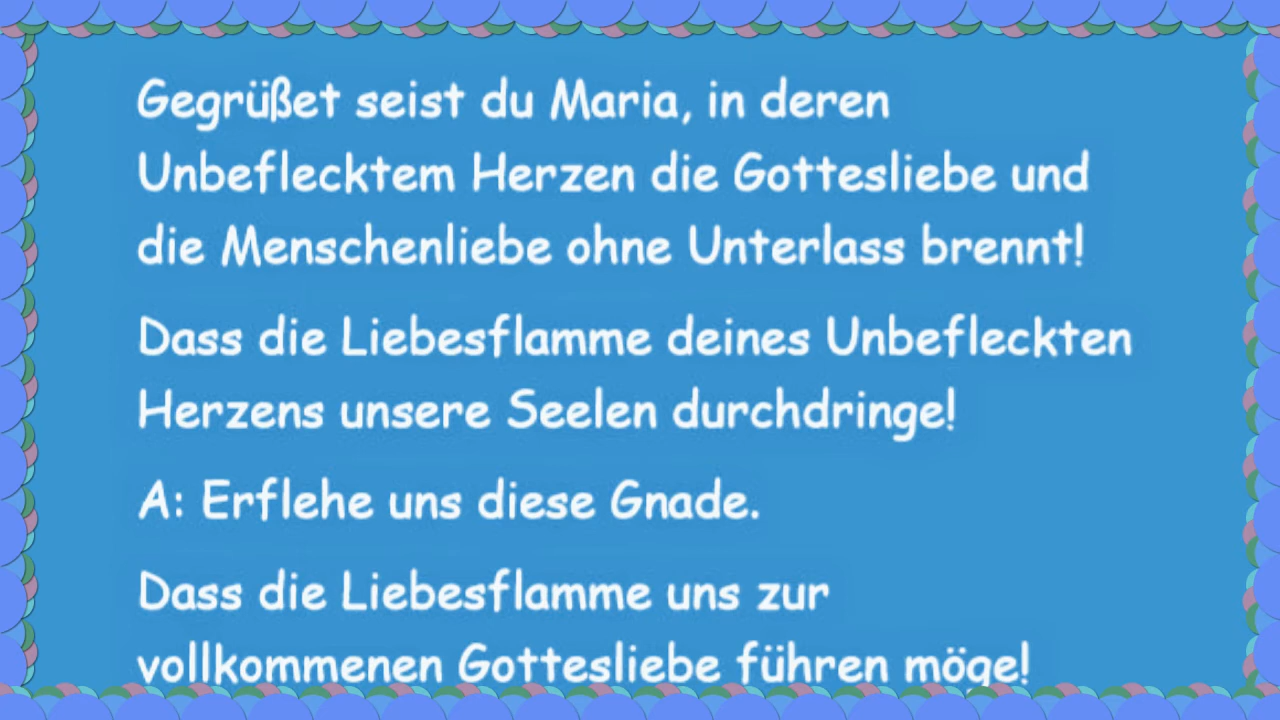 Gegrüßet seist du Maria, in deren
Unbeflecktem Herzen die Gottesliebe und
die Menschenliebe ohne Unterlass brennt!
Dass die Liebesflamme deines Unbefleckten
Herzens unsere Seelen durchdringe!
A: Erflehe uns diese Gnade.
Dass die Liebesflamme uns zur
vollkommenen Gottesliebe führen möge!